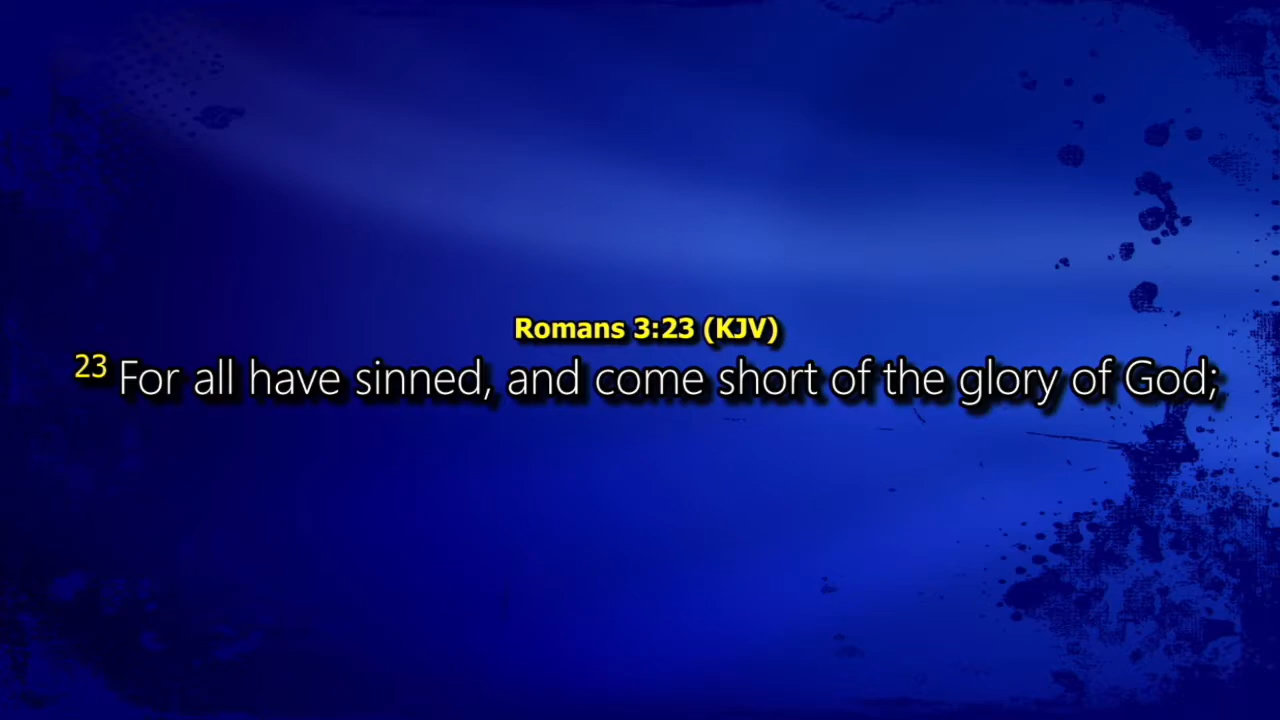 Romans 3:23 (KJV)
23 For all have sinned, and come short of the glory of God;